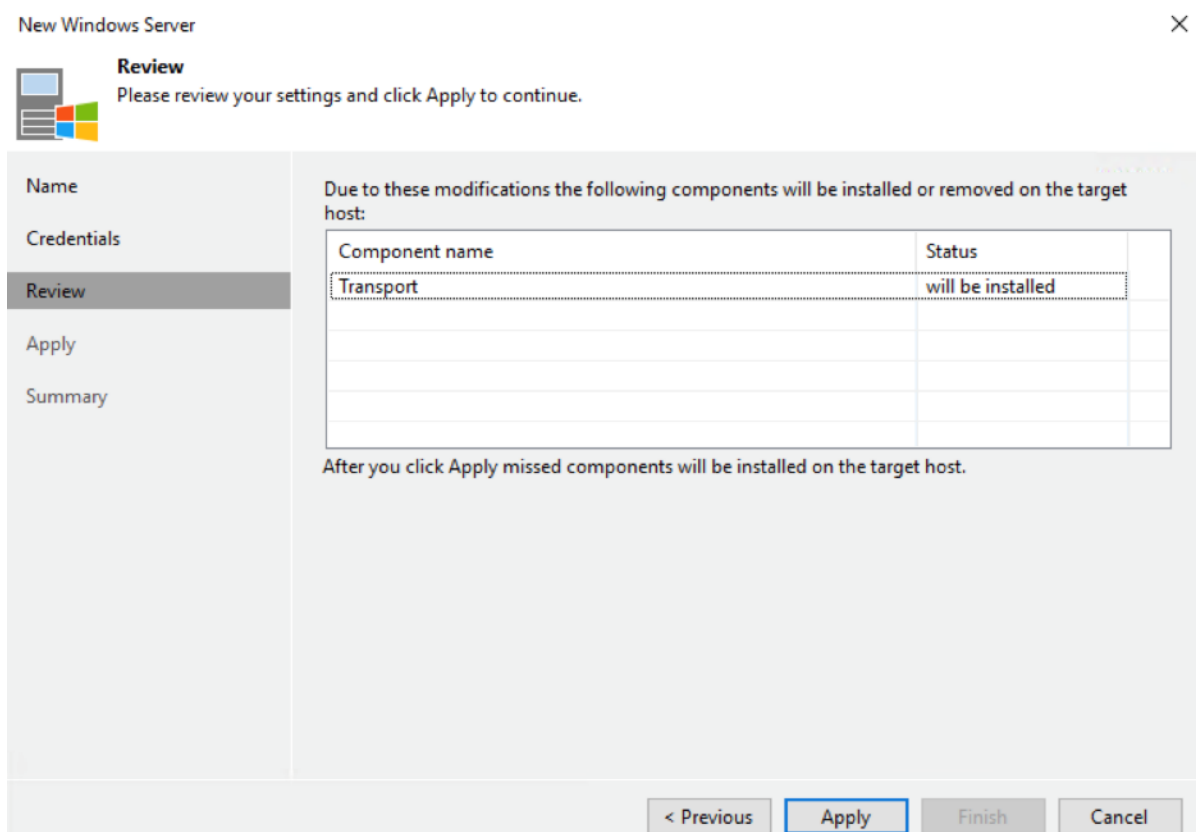 New Windows Server
Review
Please review your settings and click Apply to continue.
Name
Credentials
Review
Apply
Summary
Due to these modifications the following components will be installed or removed on the target
host:
Component name Status
Transport will be installed
After you click Apply missed components will be installed on the target host.
< Previous Apply Finish Cancel